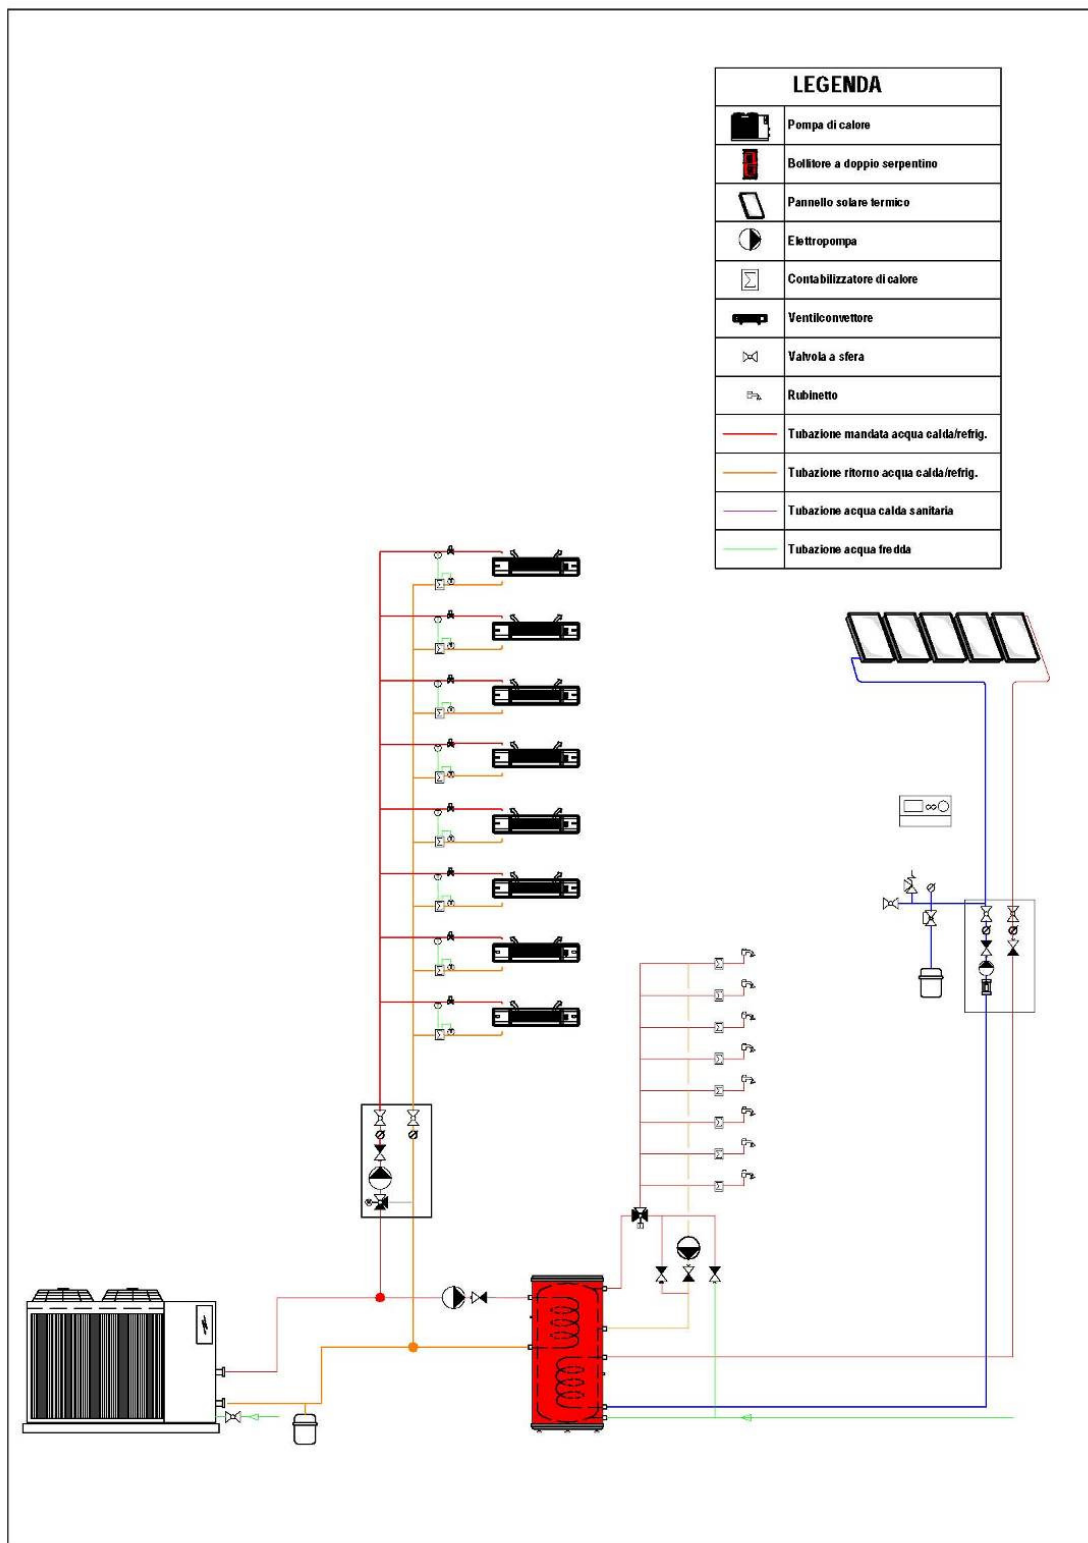 LEGENDA
Pompa di calore
Bollitore a doppio serpentino
Pannello solare termico
Elettropompa
Σ
Contabilizzatore di calore
Ventilconvettore
Valvola a sfera
Rubinetto
Tubazione mandata acqua calda/refrig.
Tubazione ritorno acqua calda/refrig.
Tubazione acqua calda sanitaria
Tubazione acqua fredda